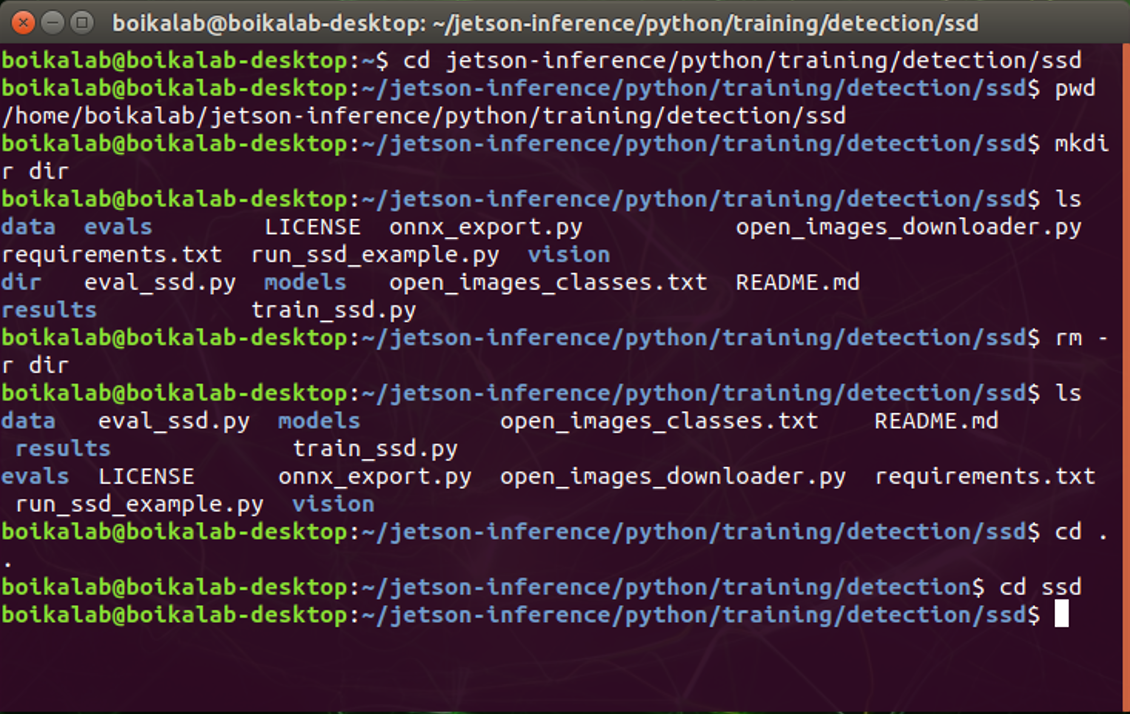 boikalab@boikalab-desktop: ~/jetson-inference/python/training/detection/ssd
boikalab@boikalab-desktop:~$ cd jetson-inference/python/training/detection/ssd
boikalab@boikalab-desktop:~/jetson-inference/python/training/detection/ssd$ pwd
/home/boikalab/jetson-inference/python/training/detection/ssd
boikalab@boikalab-desktop:~/jetson-inference/python/training/detection/ssd$ mkdi
r dir
boikalab@boikalab-desktop:~/jetson-inference/python/training/detection/ssd$ ls
data  evals        LICENSE  onnx_export.py           open_images_downloader.py
requirements.txt  run_ssd_example.py  vision
dir   eval_ssd.py  models   open_images_classes.txt  README.md
results           train_ssd.py
boikalab@boikalab-desktop:~/jetson-inference/python/training/detection/ssd$ rm -
r dir
boikalab@boikalab-desktop:~/jetson-inference/python/training/detection/ssd$ ls
data   eval_ssd.py  models          open_images_classes.txt    README.md
 results             train_ssd.py
evals  LICENSE      onnx_export.py  open_images_downloader.py  requirements.txt
 run_ssd_example.py  vision
boikalab@boikalab-desktop:~/jetson-inference/python/training/detection/ssd$ cd .
.
boikalab@boikalab-desktop:~/jetson-inference/python/training/detection$ cd ssd
boikalab@boikalab-desktop:~/jetson-inference/python/training/detection/ssd$